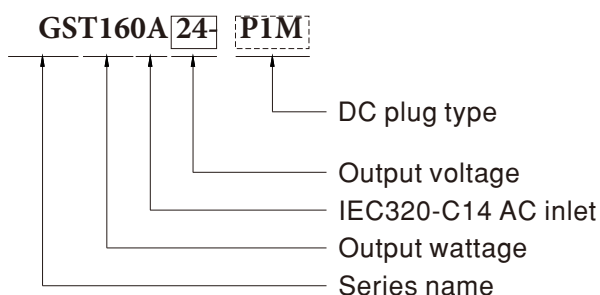 GST160A 24- P1M
DC plug type
Output voltage
IEC320-C14 AC inlet
Output wattage
Series name